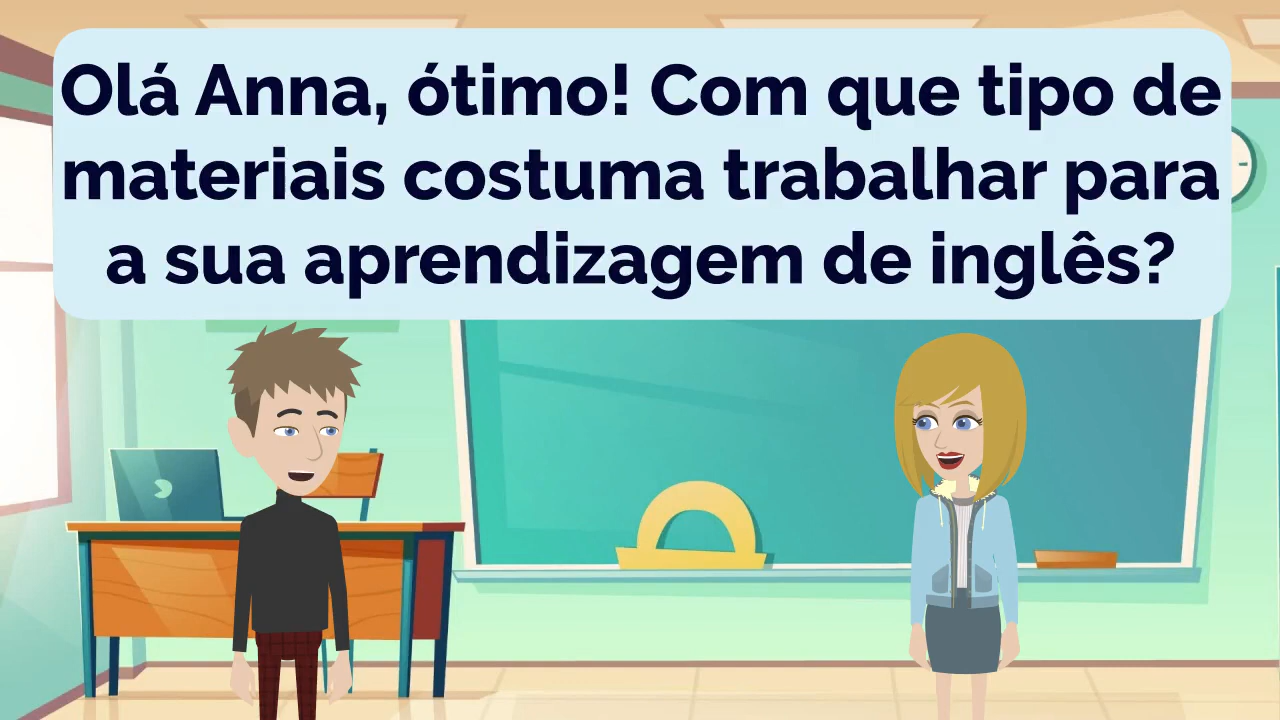 Olá Anna, ótimo! Com que tipo de
materiais costuma trabalhar para
a sua aprendizagem de inglês?